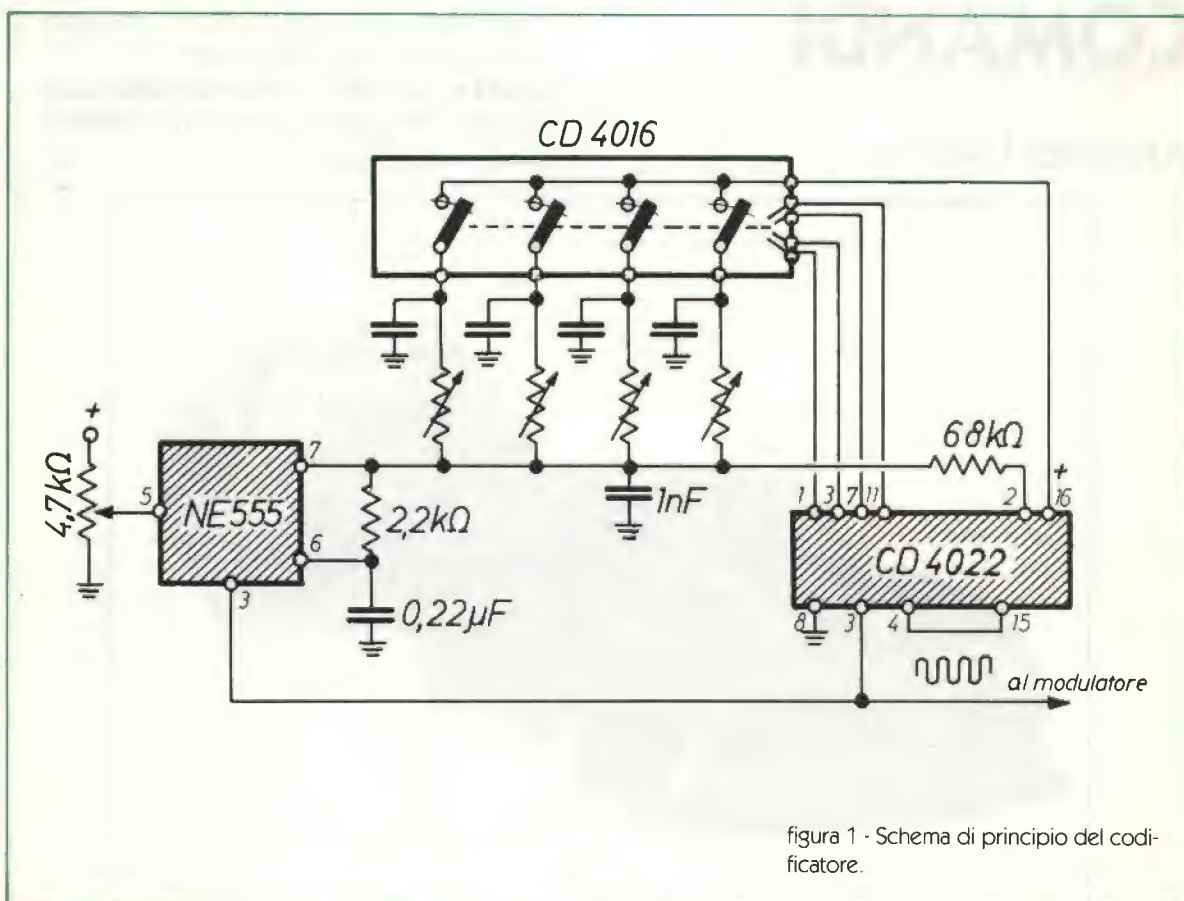 CD 4016
+
4,7kΩ
5
NE555
7
6
3
2,2kΩ
0,22µF
1nF
68kΩ
1
3
7
11
2
+
16
CD 4022
8
3
4
15
al modulatore
figura 1 - Schema di principio del codi-
ficatore.